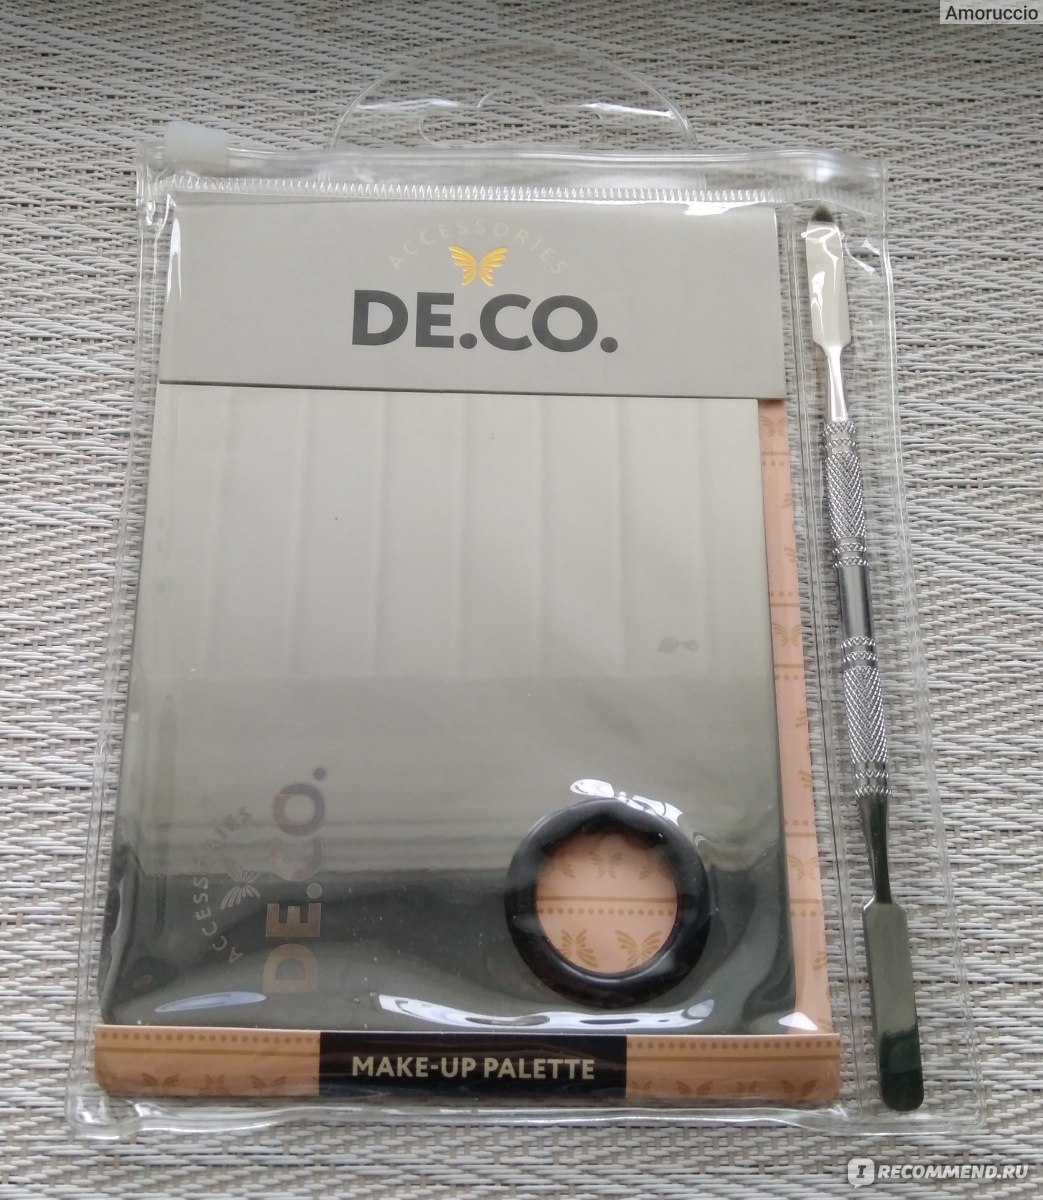 Amoruccio
ACCESSORIES
DE.CO.
ACCESSORIES
DE.CO.
MAKE-UP PALETTE
I RECOMMEND.RU